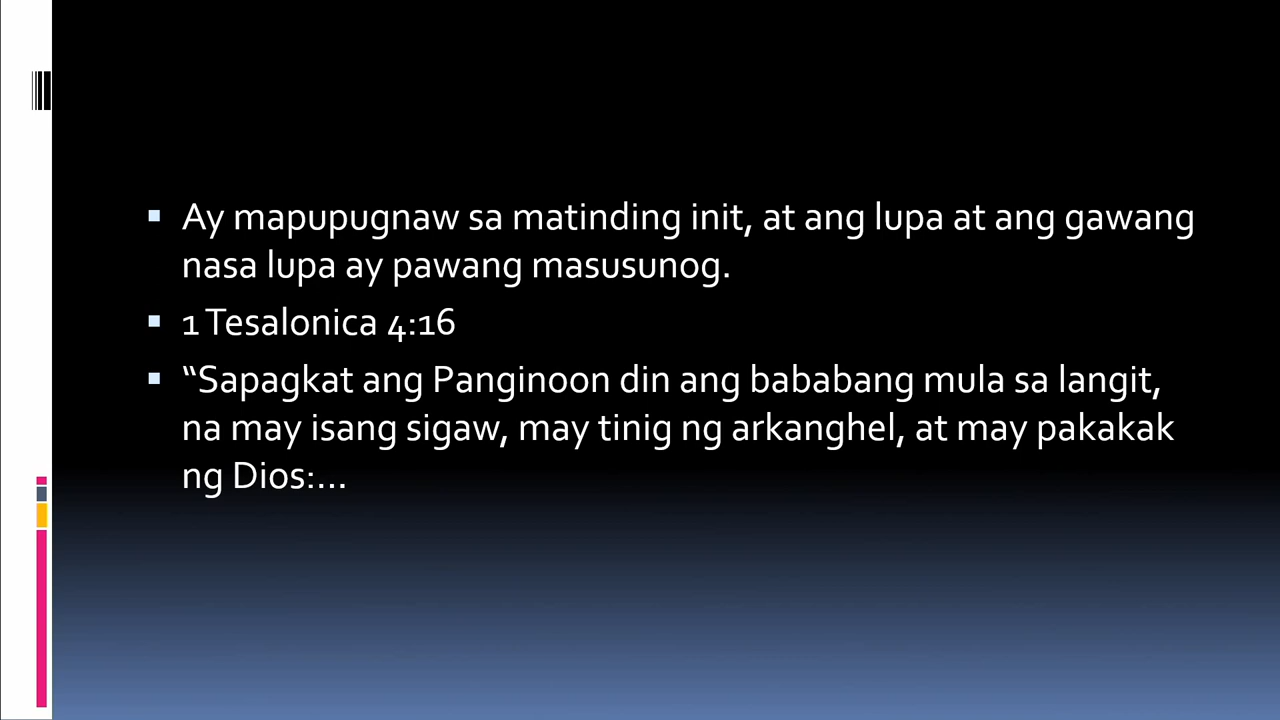 Ay mapupugnaw sa matinding init, at ang lupa at ang gawang
nasa lupa ay pawang masusunog.
1 Tesalonica 4:16
“Sapagkat ang Panginoon din ang bababang mula sa langit,
na may isang sigaw, may tinig ng arkanghel, at may pakakak
ng Dios:...